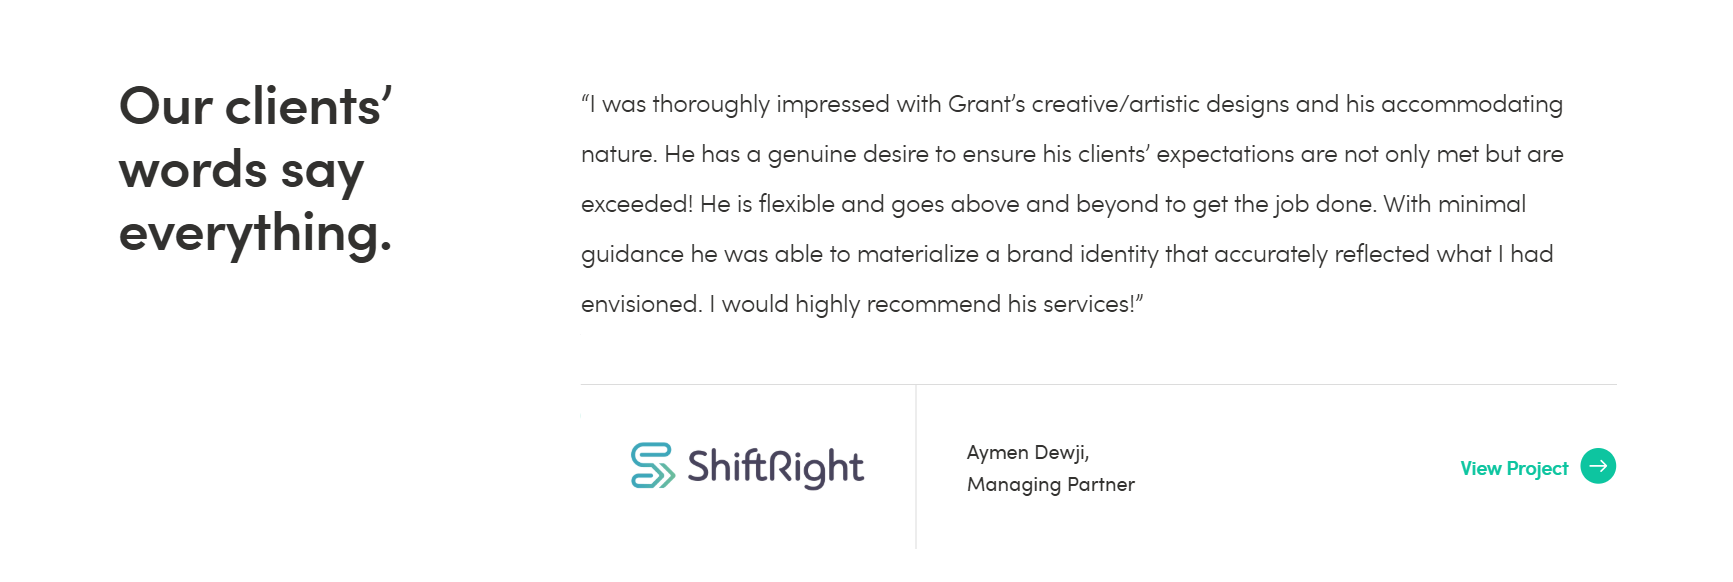 Our clients’
words say
everything.
“I was thoroughly impressed with Grant’s creative/artistic designs and his accommodating
nature. He has a genuine desire to ensure his clients’ expectations are not only met but are
exceeded! He is flexible and goes above and beyond to get the job done. With minimal
guidance he was able to materialize a brand identity that accurately reflected what I had
envisioned. I would highly recommend his services!”
ShiftRight
Aymen Dewji,
Managing Partner
View Project